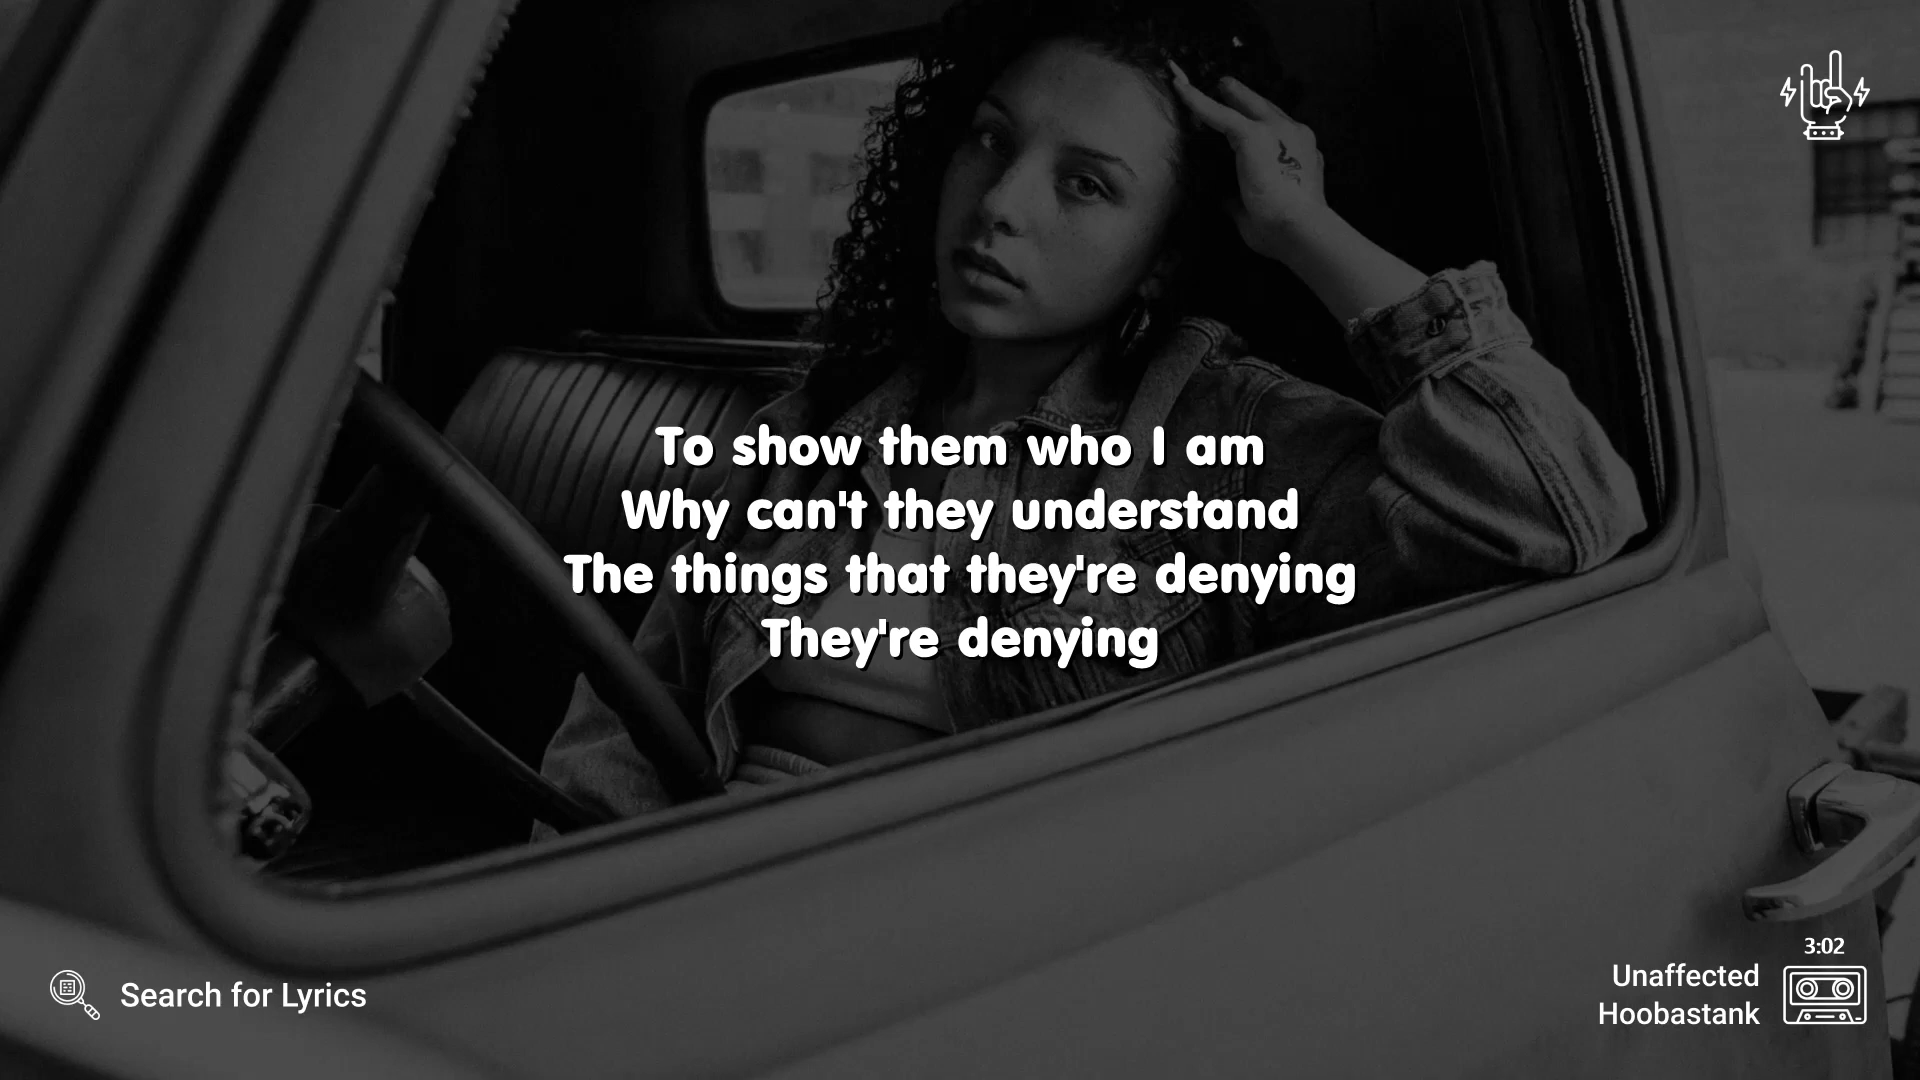 To show them who I am
Why can't they understand
The things that they're denying
They're denying
3:02
Search for Lyrics
Unaffected
Hoobastank